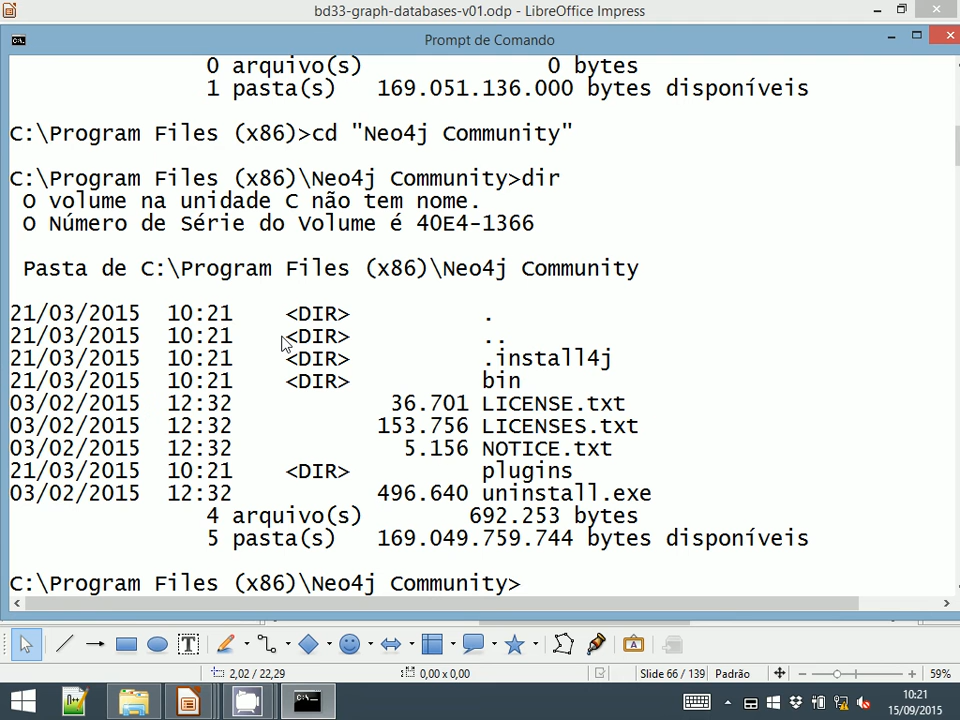 bd33-graph-databases-v01.odp - LibreOffice Impress
Prompt de Comando
0 arquivo(s) 0 bytes
1 pasta(s) 169.051.136.000 bytes disponíveis
C:\Program Files (x86)>cd "Neo4j Community"
C:\Program Files (x86)\Neo4j Community>dir
O volume na unidade C não tem nome.
O Número de Série do Volume é 40E4-1366
Pasta de C:\Program Files (x86)\Neo4j Community
21/03/2015 10:21 <DIR> .
21/03/2015 10:21 <DIR> ..
21/03/2015 10:21 <DIR> .install4j
21/03/2015 10:21 <DIR> bin
03/02/2015 12:32 36.701 LICENSE.txt
03/02/2015 12:32 153.756 LICENSES.txt
03/02/2015 12:32 5.156 NOTICE.txt
21/03/2015 10:21 <DIR> plugins
03/02/2015 12:32 496.640 uninstall.exe
4 arquivo(s) 692.253 bytes
5 pasta(s) 169.049.759.744 bytes disponíveis
C:\Program Files (x86)\Neo4j Community>
2,02 / 22,29 0,00 x 0,00 Slide 66 / 139 Padrão 59%
10:21
15/09/2015